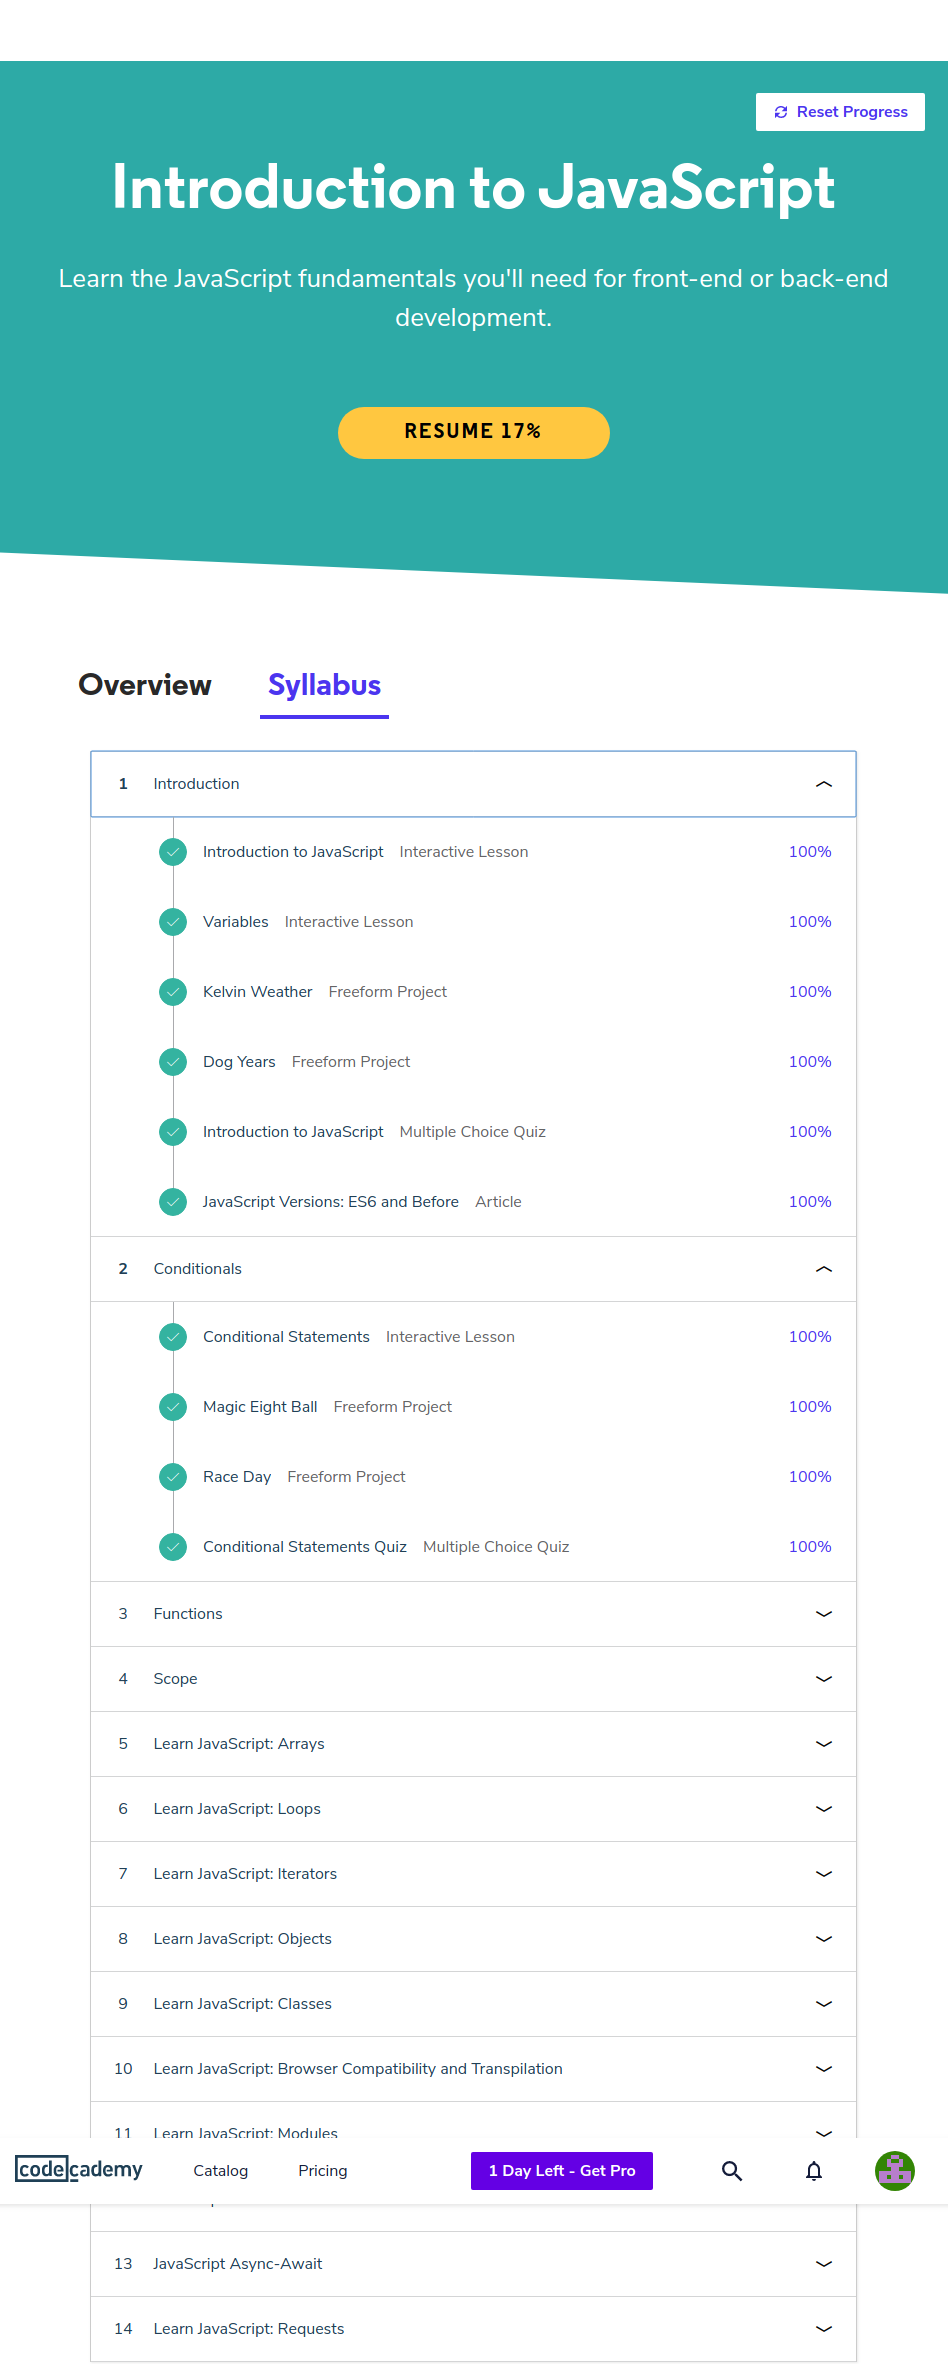 Reset Progress
Introduction to JavaScript
Learn the JavaScript fundamentals you'll need for front-end or back-end
development.
RESUME 17%
Overview Syllabus
1 Introduction
Introduction to JavaScript Interactive Lesson 100%
Variables Interactive Lesson 100%
Kelvin Weather Freeform Project 100%
Dog Years Freeform Project 100%
Introduction to JavaScript Multiple Choice Quiz 100%
JavaScript Versions: ES6 and Before Article 100%
2 Conditionals
Conditional Statements Interactive Lesson 100%
Magic Eight Ball Freeform Project 100%
Race Day Freeform Project 100%
Conditional Statements Quiz Multiple Choice Quiz 100%
3 Functions
4 Scope
5 Learn JavaScript: Arrays
6 Learn JavaScript: Loops
7 Learn JavaScript: Iterators
8 Learn JavaScript: Objects
9 Learn JavaScript: Classes
10 Learn JavaScript: Browser Compatibility and Transpilation
11 Learn JavaScript: Modules
codecademy Catalog Pricing 1 Day Left - Get Pro
13 JavaScript Async-Await
14 Learn JavaScript: Requests